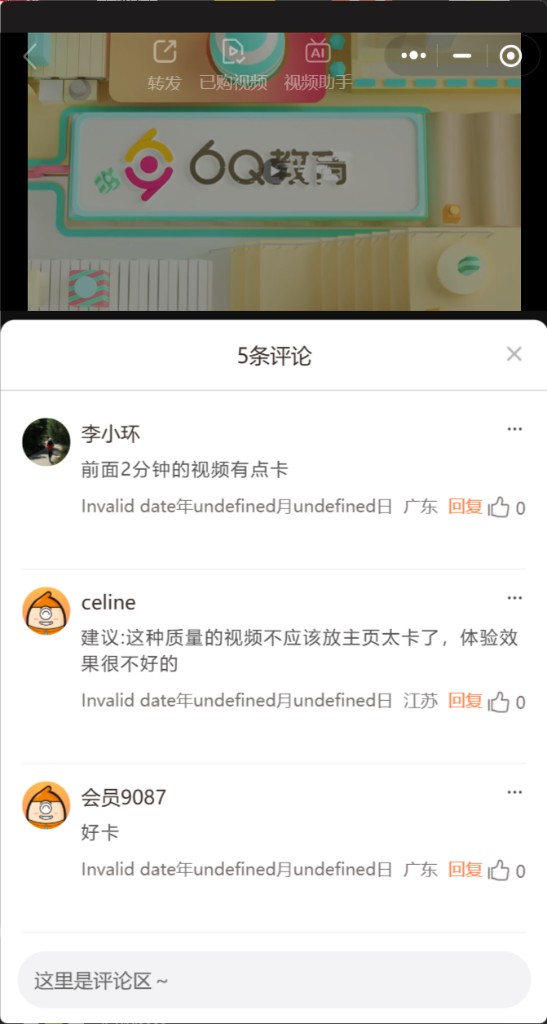 转发
已购视频
AI
视频助手
6Q教育
5条评论
李小环
前面2分钟的视频有点卡
Invalid date年undefined月undefined日 广东 回复 0
celine
建议:这种质量的视频不应该放主页太卡了，体验效
果很不好的
Invalid date年undefined月undefined日 江苏 回复 0
会员9087
好卡
Invalid date年undefined月undefined日 广东 回复 0
这里是评论区～